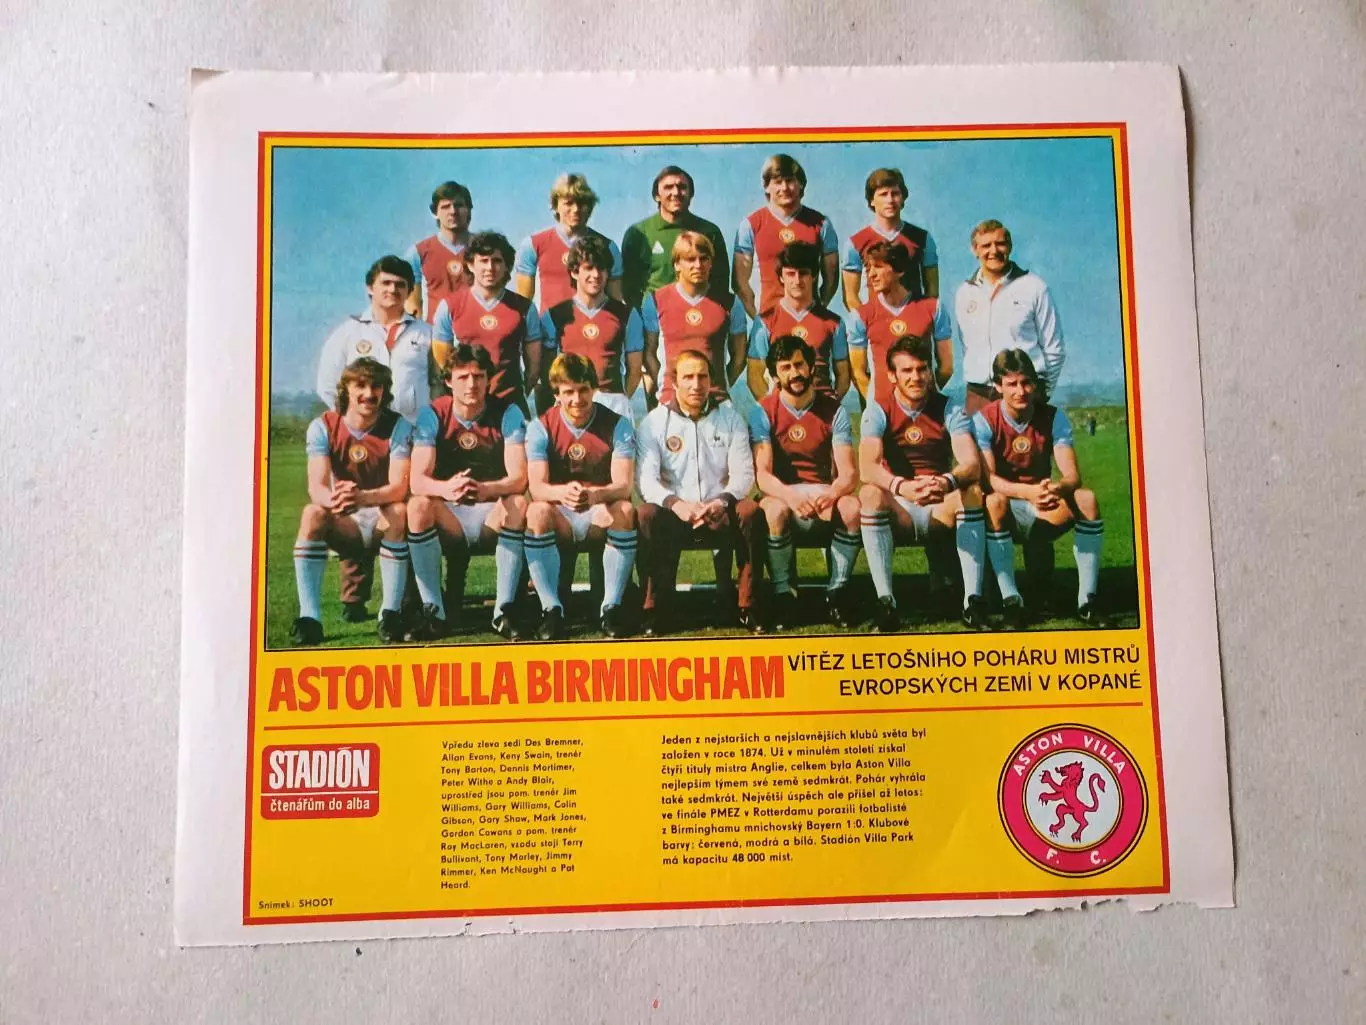 ASTON VILLA BIRMINGHAM
VÍTĚZ LETOŠNÍHO POHÁRU MISTRŮ
EVROPSKÝCH ZEMÍ V KOPANÉ
STADIÓN
čtenářům do alba
Vpředu zleva sedí Des Bremner,
Allan Evans, Keny Swain, trenér
Tony Barton, Dennis Mortimer,
Peter Withe a Andy Blair,
uprostřed jsou pom. trenér Jim
Williams, Gary Williams, Colin
Gibson, Gary Shaw, Mark Jones,
Gordon Cowans a pom. trenér
Roy MacLaren, vzadu stojí Terry
Bullivant, Tony Morley, Jimmy
Rimmer, Ken McNaught a Pat
Heard.
Jeden z nejstarších a nejslavnějších klubů světa byl
založen v roce 1874. Už v minulém století získal
čtyři tituly mistra Anglie, celkem byla Aston Villa
nejlepším týmem své země sedmkrát. Pohár vyhrála
také sedmkrát. Největší úspěch ale přišel až letos:
ve finále PMEZ v Rotterdamu porazili fotbalisté
z Birminghamu mnichovský Bayern 1:0. Klubové
barvy: červená, modrá a bílá. Stadión Villa Park
má kapacitu 48 000 míst.
ASTON VILLA
F. C.
Snímek: SHOOT